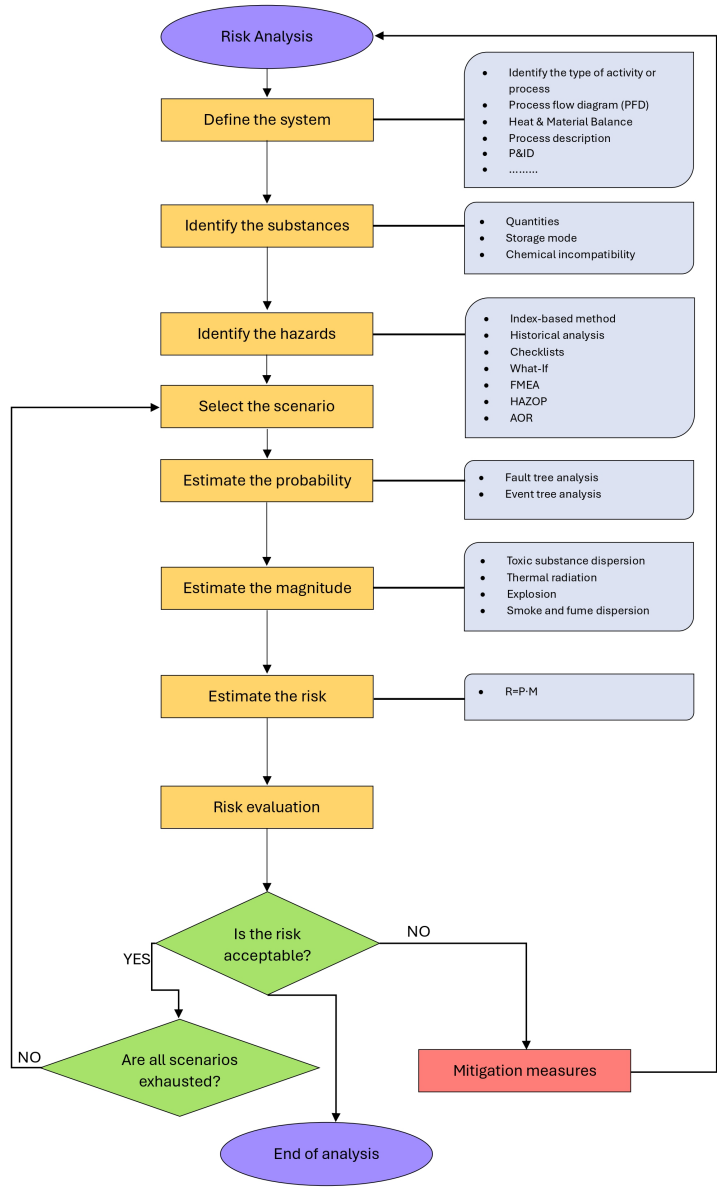 Risk Analysis
Define the system
• Identify the type of activity or
process
• Process flow diagram (PFD)
• Heat & Material Balance
• Process description
• P&ID
• .........
Identify the substances
• Quantities
• Storage mode
• Chemical incompatibility
Identify the hazards
• Index-based method
• Historical analysis
• Checklists
• What-If
• FMEA
• HAZOP
• AOR
Select the scenario
Estimate the probability
• Fault tree analysis
• Event tree analysis
Estimate the magnitude
• Toxic substance dispersion
• Thermal radiation
• Explosion
• Smoke and fume dispersion
Estimate the risk
• R=P·M
Risk evaluation
Is the risk
acceptable?
NO
YES
Are all scenarios
exhausted?
NO
Mitigation measures
End of analysis